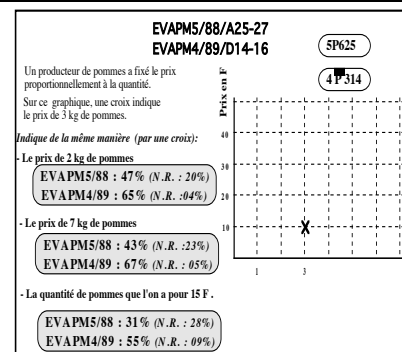 EVAPM5/88/A25-27
EVAPM4/89/D14-16
5P625
4P314
Un producteur de pommes a fixé le prix
proportionnellement à la quantité.
Sur ce graphique, une croix indique
le prix de 3 kg de pommes.
Indique de la même manière (par une croix):
- Le prix de 2 kg de pommes
EVAPM5/88 : 47% (N.R. : 20%)
EVAPM4/89 : 65% (N.R. :04%)
- Le prix de 7 kg de pommes
EVAPM5/88 : 43% (N.R. :23%)
EVAPM4/89 : 67% (N.R. : 05%)
- La quantité de pommes que l'on a pour 15 F .
EVAPM5/88 : 31% (N.R. : 28%)
EVAPM4/89 : 55% (N.R. : 09%)
Prix en F
40
30
20
10
1 3